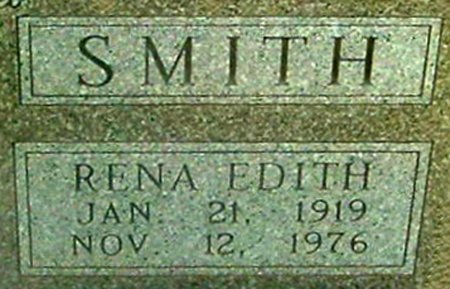 SMITH
RENA EDITH
JAN. 21, 1919
NOV. 12, 1976